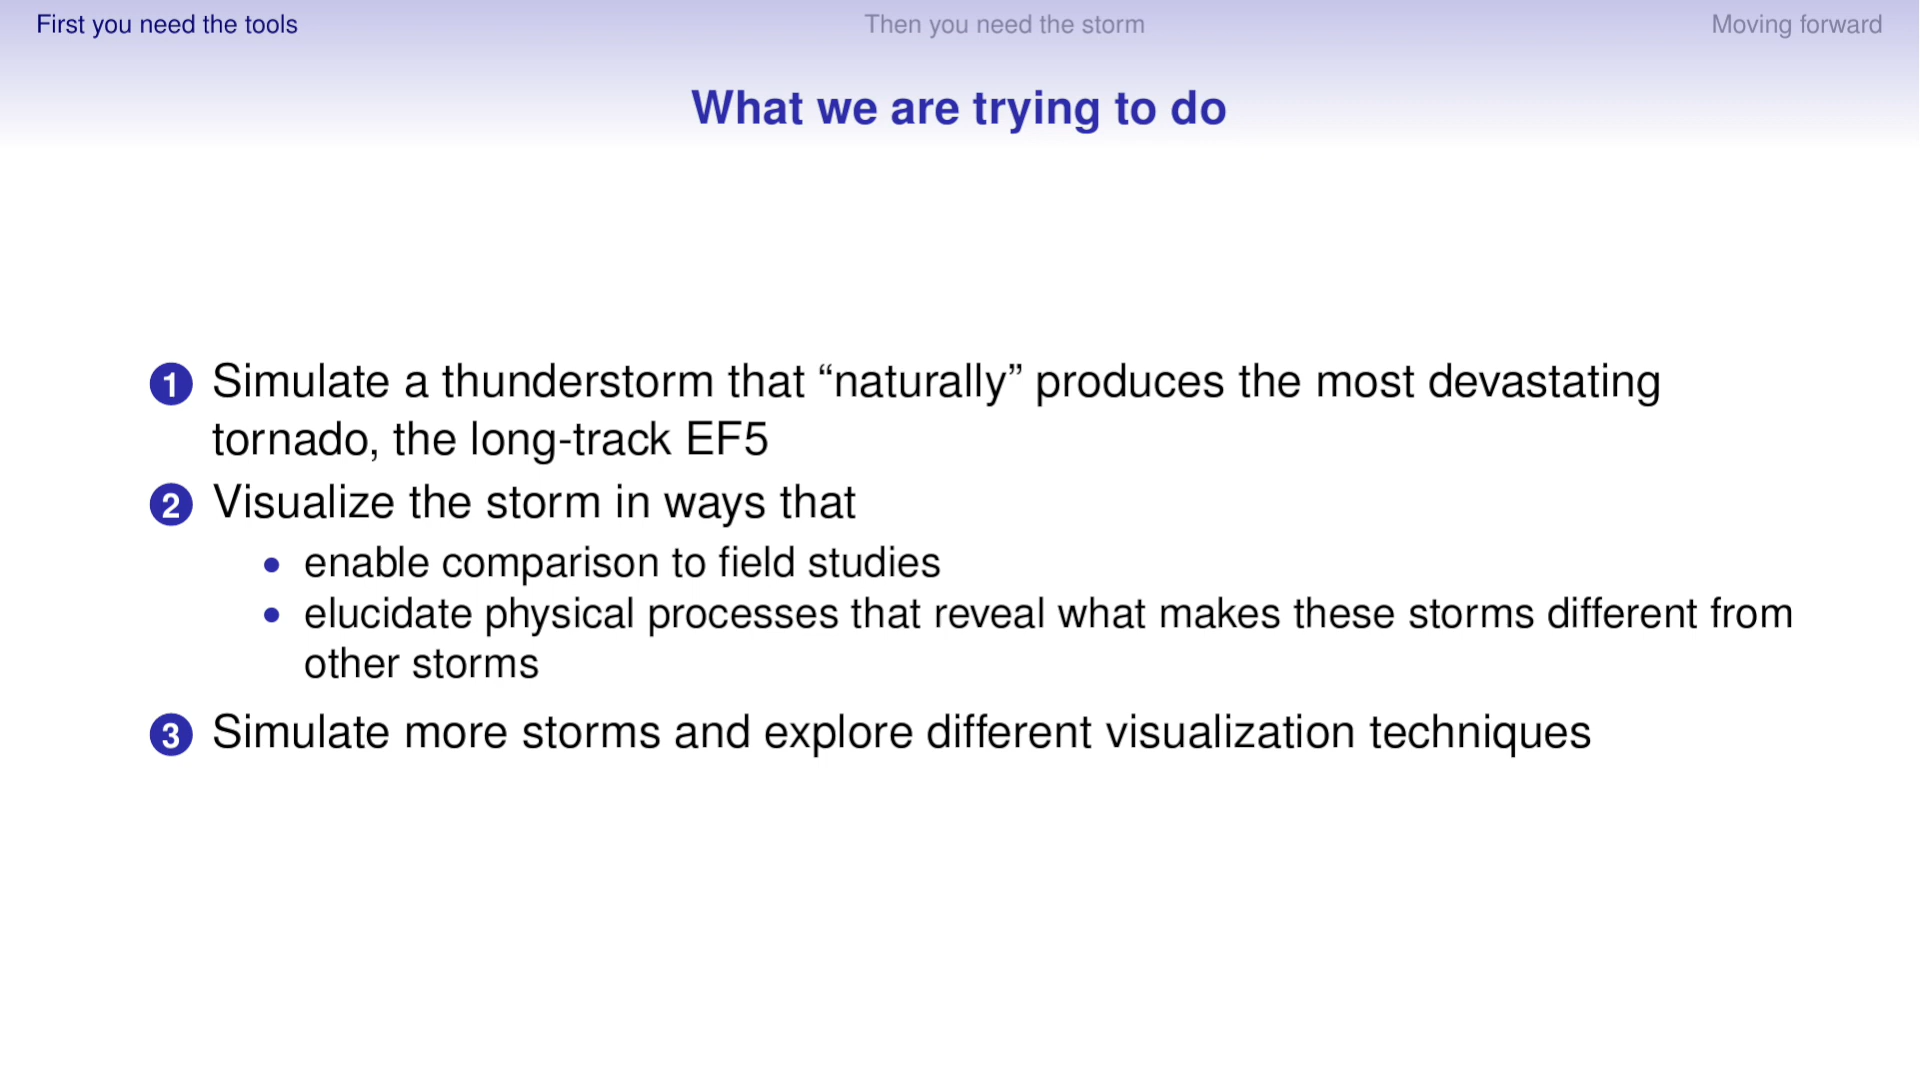 First you need the tools
Then you need the storm
Moving forward
What we are trying to do
1 Simulate a thunderstorm that “naturally” produces the most devastating
tornado, the long-track EF5
2 Visualize the storm in ways that
• enable comparison to field studies
• elucidate physical processes that reveal what makes these storms different from
other storms
3 Simulate more storms and explore different visualization techniques